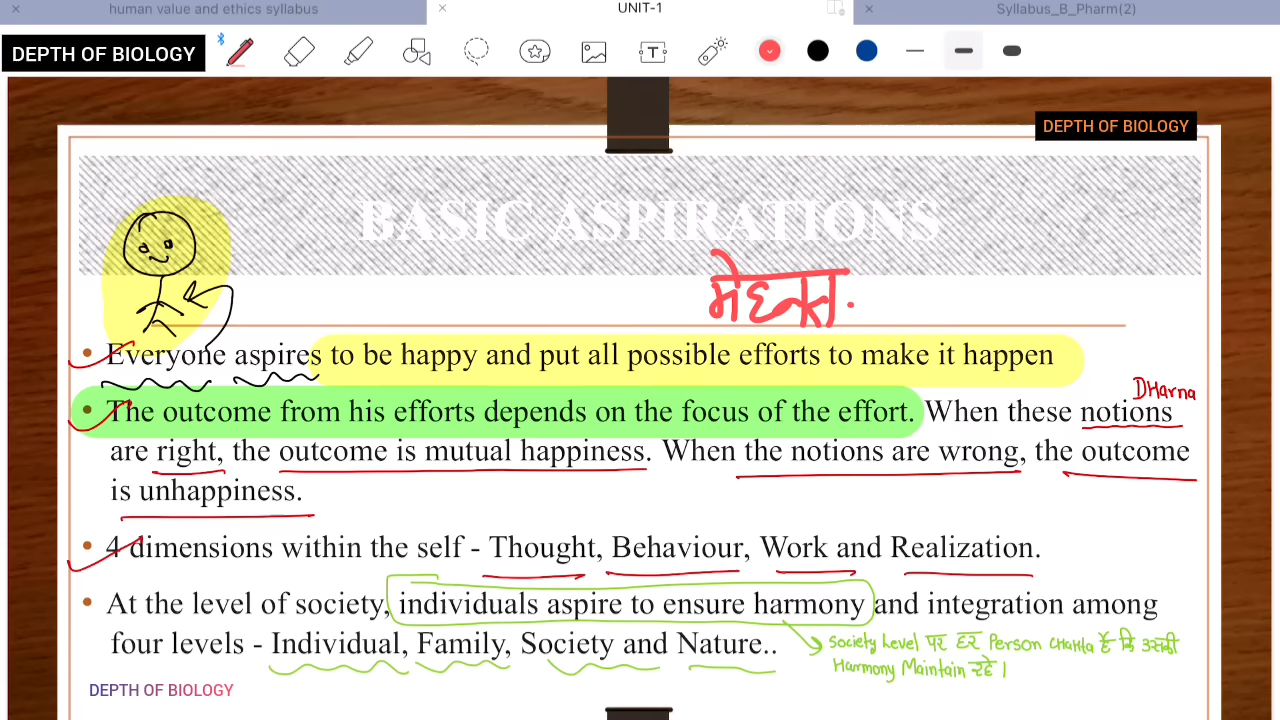 human value and ethics syllabus
UNIT-1
Syllabus_B_Pharm(2)
DEPTH OF BIOLOGY
T
DEPTH OF BIOLOGY
BASIC ASPIRATIONS
मेहनत.
• Everyone aspires to be happy and put all possible efforts to make it happen
DHarna
• The outcome from his efforts depends on the focus of the effort. When these notions
are right, the outcome is mutual happiness. When the notions are wrong, the outcome
is unhappiness.
• 4 dimensions within the self - Thought, Behaviour, Work and Realization.
• At the level of society, individuals aspire to ensure harmony and integration among
four levels - Individual, Family, Society and Nature..
Society Level पर हर Person चाहता है कि उसकी
Harmony Maintain रहे।
DEPTH OF BIOLOGY